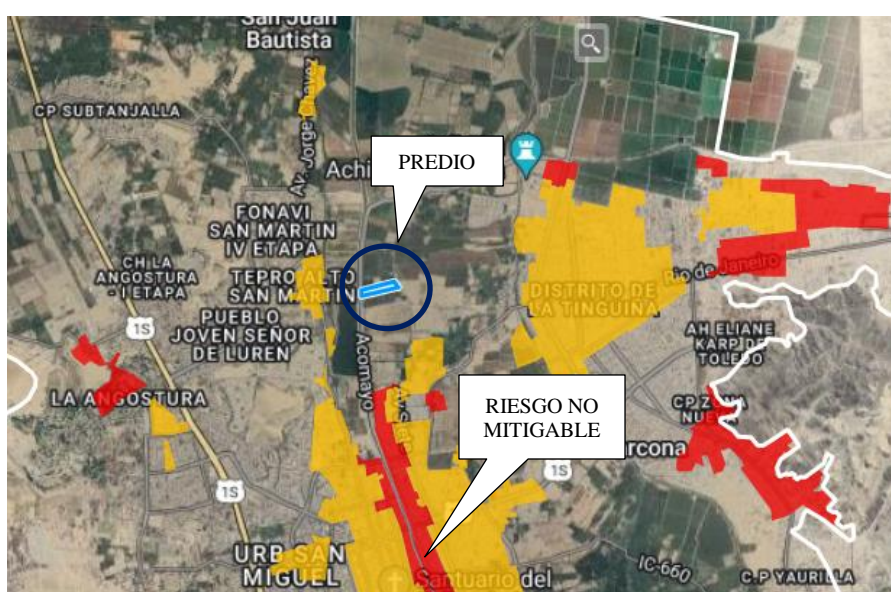 San Juan
Bautista
CP SUBTANJALLA
Av. Jorge Chávez
Achi
PREDIO
FONAVI
SAN MARTIN
IV ETAPA
CH LA
ANGOSTURA
- I ETAPA
TEPRO ALTO
SAN MARTIN
PUEBLO
JOVEN SEÑOR
DE LUREN
1S
Rio de Janeiro
DISTRITO DE
LA TINGUIÑA
AH ELIANE
KARP DE
TOLEDO
Acomayo
LA ANGOSTURA
RIESGO NO
MITIGABLE
CP ZONA
NUEVA
rcona
1S
1S
URB SAN
MIGUEL
Santuario del
IC-660
C.P YAURILLA